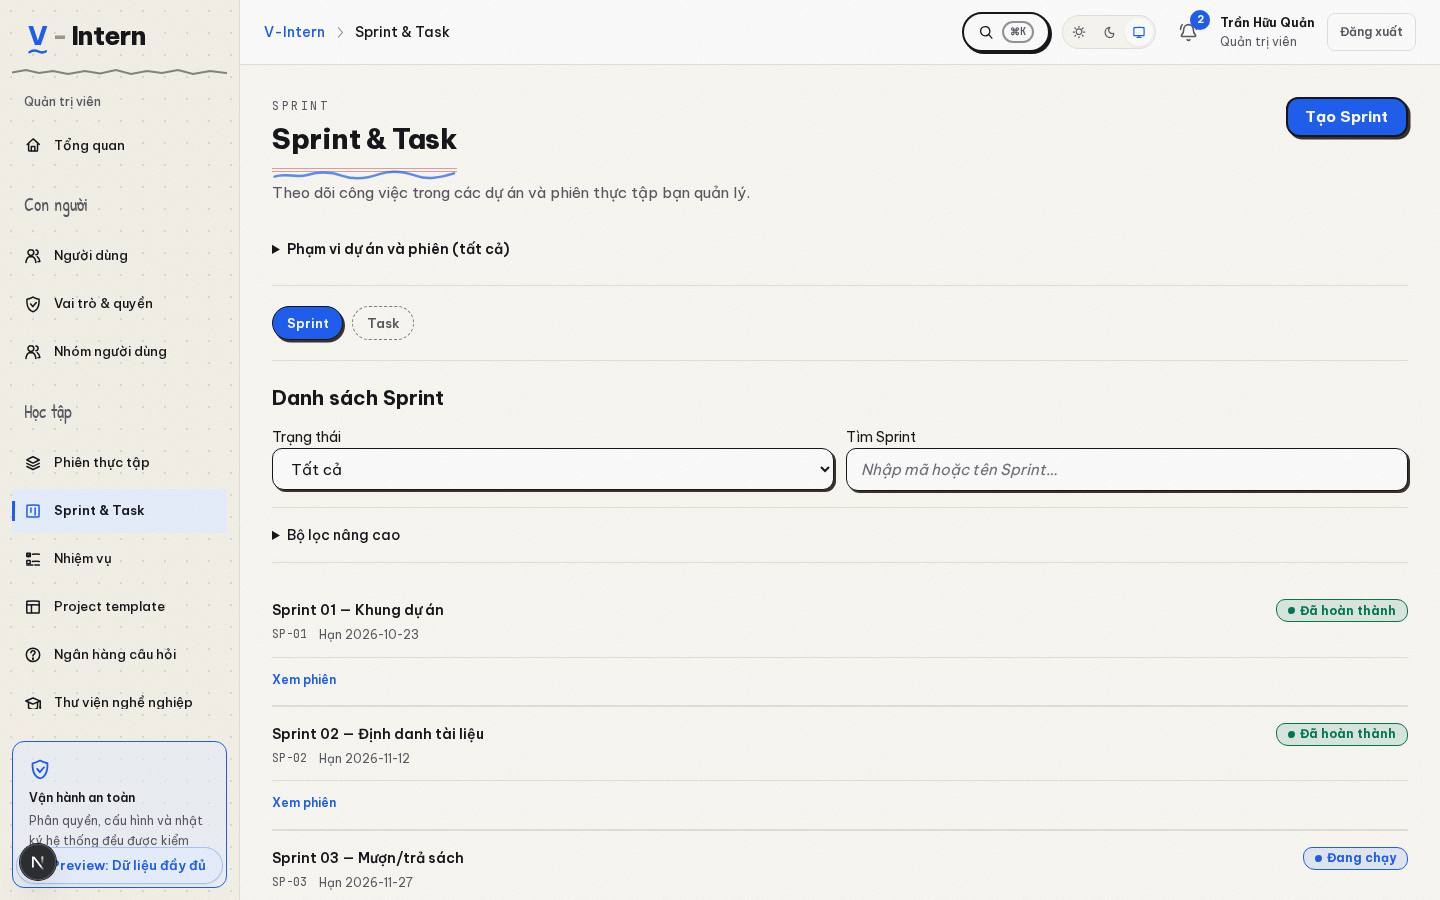 V - Intern
Quản trị viên
Tổng quan
Con người
Người dùng
Vai trò & quyền
Nhóm người dùng
Học tập
Phiên thực tập
Sprint & Task
Nhiệm vụ
Project template
Ngân hàng câu hỏi
Thư viện nghề nghiệp
Vận hành an toàn
Phân quyền, cấu hình và nhật
ký hệ thống đều được kiểm
N
Preview: Dữ liệu đầy đủ
V-Intern > Sprint & Task
⌘K
2
Trần Hữu Quản
Quản trị viên
Đăng xuất
SPRINT
Sprint & Task
Tạo Sprint
Theo dõi công việc trong các dự án và phiên thực tập bạn quản lý.
Phạm vi dự án và phiên (tất cả)
Sprint Task
Danh sách Sprint
Trạng thái
Tất cả
Tìm Sprint
Nhập mã hoặc tên Sprint...
Bộ lọc nâng cao
Sprint 01 — Khung dự án
Đã hoàn thành
SP-01 Hạn 2026-10-23
Xem phiên
Sprint 02 — Định danh tài liệu
Đã hoàn thành
SP-02 Hạn 2026-11-12
Xem phiên
Sprint 03 — Mượn/trả sách
Đang chạy
SP-03 Hạn 2026-11-27